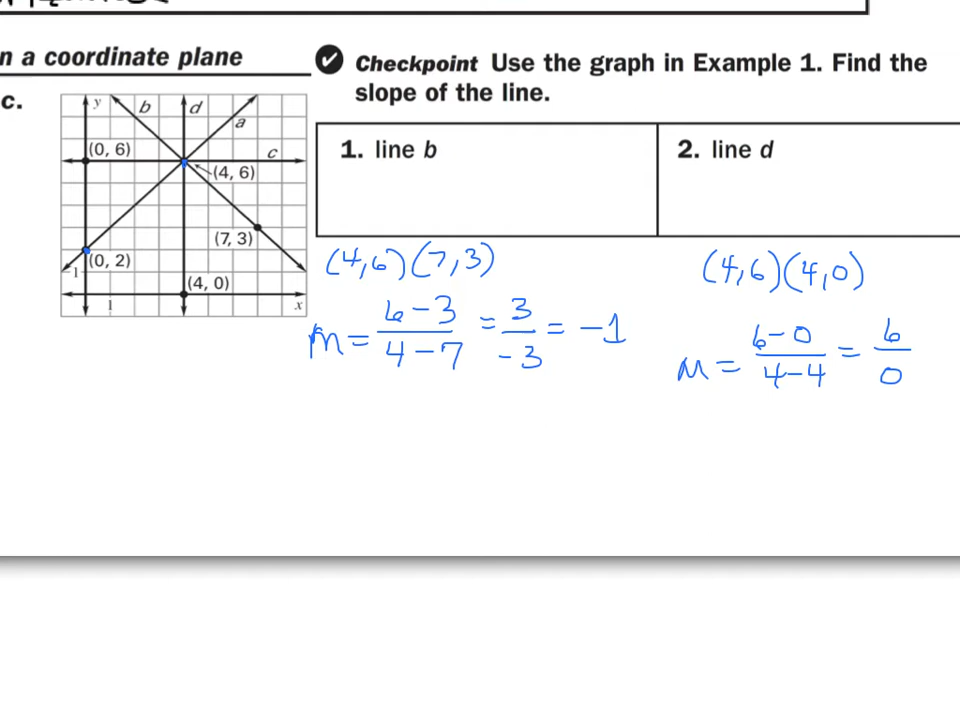 n a coordinate plane
c.
y
b
d
a
(0, 6)
c
(4, 6)
(7, 3)
(0, 2)
1
(4, 0)
1
x
✓ Checkpoint Use the graph in Example 1. Find the
slope of the line.
1. line b
2. line d
(4,6)(7,3)
m = 6-3 / 4-7 = 3 / -3 = -1
(4,6)(4,0)
m = 6-0 / 4-4 = 6 / 0